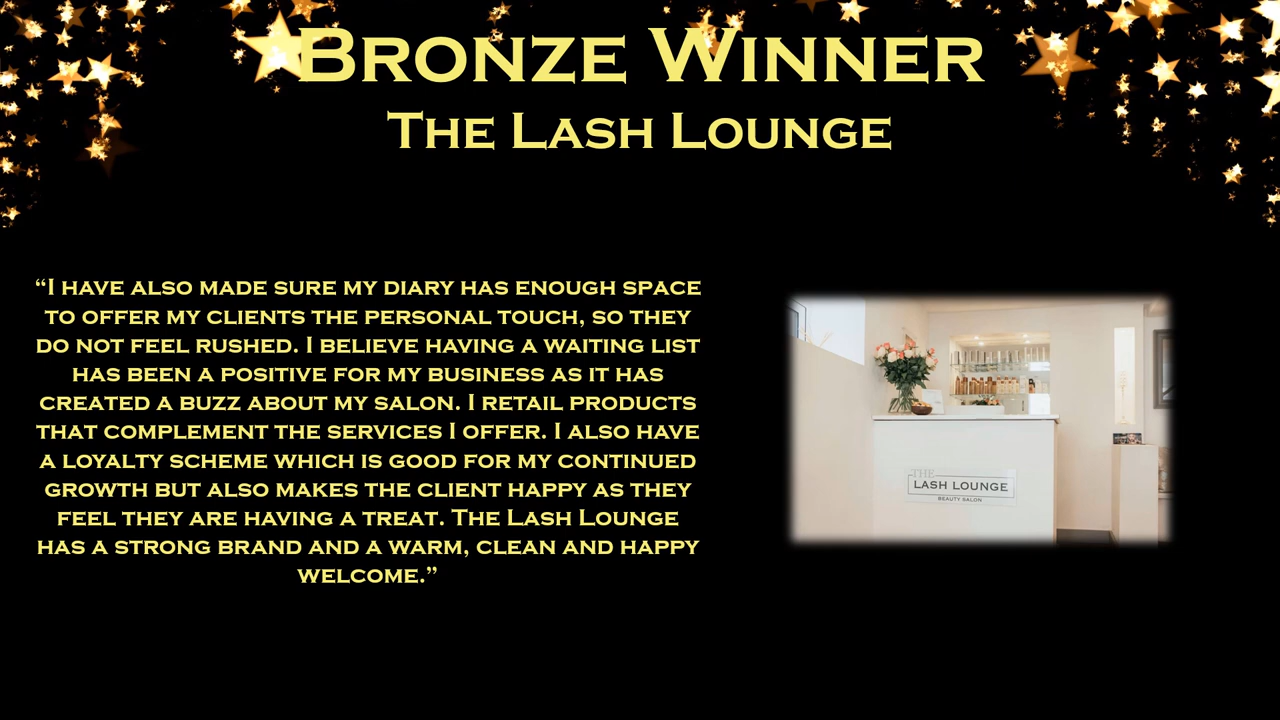 Bronze Winner
The Lash Lounge
“I have also made sure my diary has enough space
to offer my clients the personal touch, so they
do not feel rushed. I believe having a waiting list
has been a positive for my business as it has
created a buzz about my salon. I retail products
that complement the services I offer. I also have
a loyalty scheme which is good for my continued
growth but also makes the client happy as they
feel they are having a treat. The Lash Lounge
has a strong brand and a warm, clean and happy
welcome.”
THE
LASH LOUNGE
BEAUTY SALON